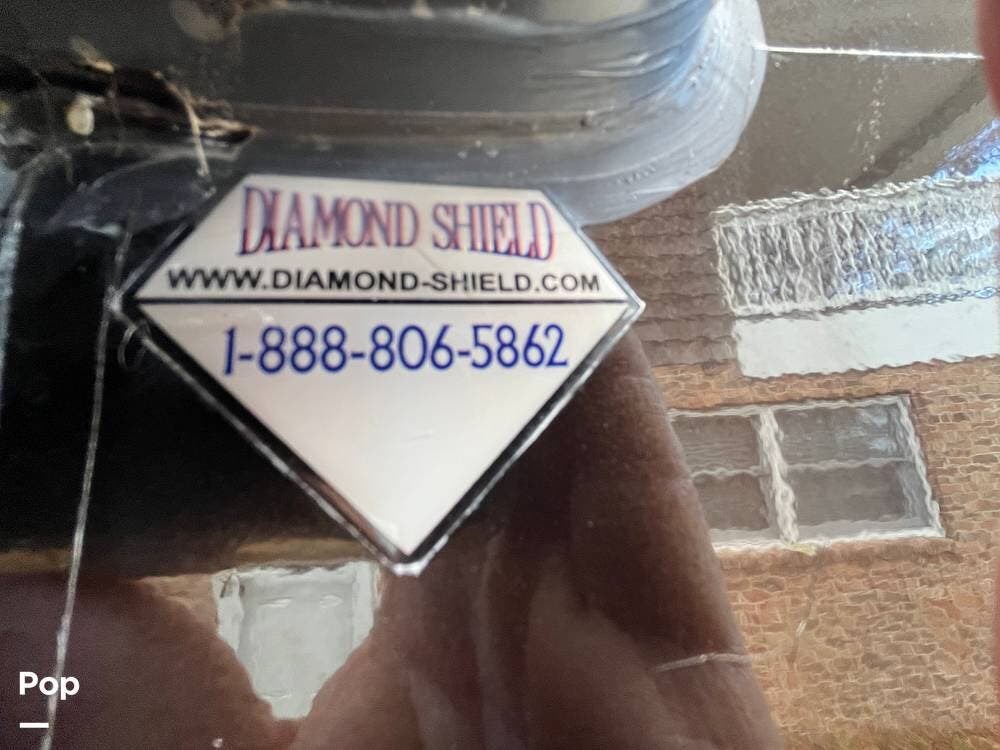 DIAMOND SHIELD
WWW.DIAMOND-SHIELD.COM
1-888-806-5862
Pop